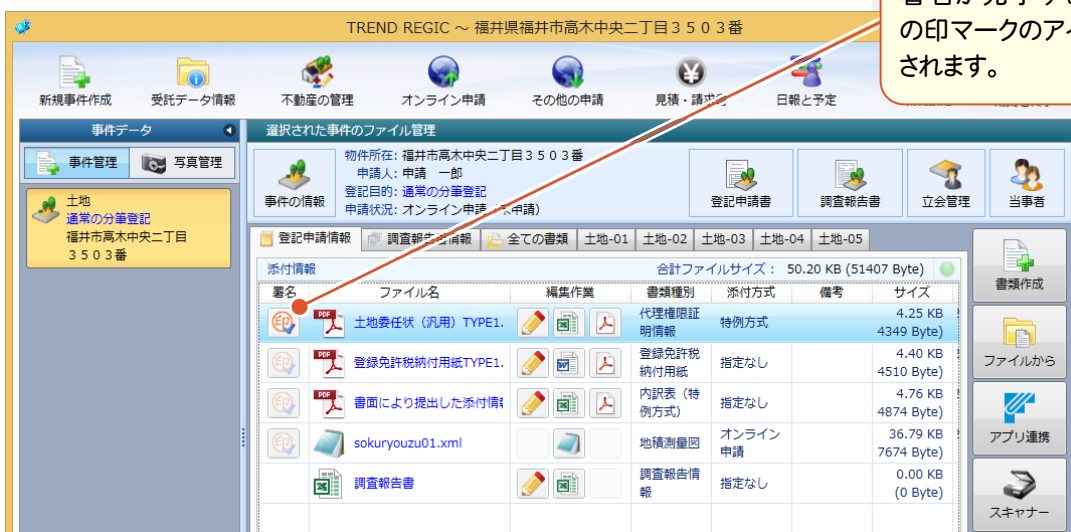 TREND REGIC ～ 福井県福井市高木中央二丁目３５０３番
の印マークのアイ
されます。
新規事件作成
受託データ情報
不動産の管理
オンライン申請
その他の申請
見積・請求
日報と予定
事件データ
選択された事件のファイル管理
事件管理
写真管理
土地
通常の分筆登記
福井市高木中央二丁目
３５０３番
事件の情報
物件所在: 福井市高木中央二丁目３５０３番
申請人: 申請　一郎
登記目的: 通常の分筆登記
申請状況: オンライン申請
登記申請書
調査報告書
立会管理
当事者
登記申請情報
調査報告書情報
全ての書類
土地-01
土地-02
土地-03
土地-04
土地-05
添付情報
合計ファイルサイズ： 50.20 KB (51407 Byte)
署名 ファイル名 編集作業 書類種別 添付方式 備考 サイズ
土地委任状（汎用）TYPE1. 代理権限証 特例方式 4.25 KB
明情報 4349 Byte)
登録免許税納付用紙TYPE1. 登録免許税 指定なし 4.40 KB
納付用紙 4510 Byte)
書面により提出した添付情 内訳表（特 指定なし 4.76 KB
例方式） 4874 Byte)
sokuryouzu01.xml 地積測量図 オンライン 36.79 KB
申請 7674 Byte)
調査報告書 調査報告情 指定なし 0.00 KB
報 (0 Byte)
書類作成
ファイルから
アプリ連携
スキャナー